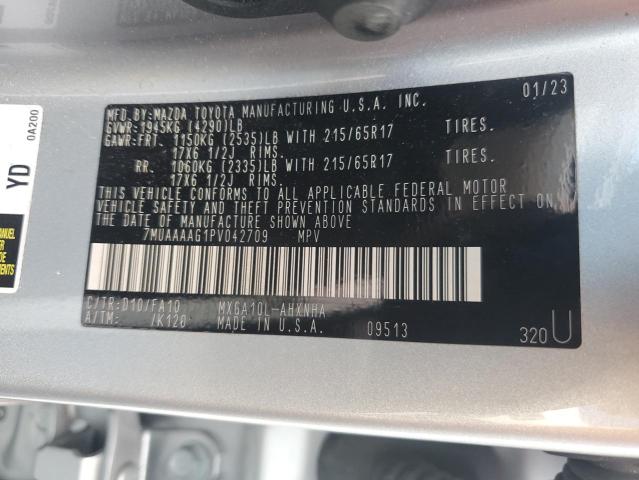 MFD. BY: MAZDA TOYOTA MANUFACTURING U.S.A. INC. 01/23
GVWR: 1945KG (4290)LB
GAWR: FRT. 1150KG (2535)LB WITH 215/65R17 TIRES.
17X6 1/2J RIMS.
RR. 1060KG (2335)LB WITH 215/65R17 TIRES.
17X6 1/2J RIMS.
THIS VEHICLE CONFORMS TO ALL APPLICABLE FEDERAL MOTOR
VEHICLE SAFETY AND THEFT PREVENTION STANDARDS IN EFFECT ON
THE DATE OF MANUFACTURE SHOWN ABOVE.
7MUAAAAG1PV042709 MPV
C/TR: D10/FA10 MXGA10L-AHXNHA
A/TM: /K120 MADE IN U.S.A. 09513 320 U
YD 0A200